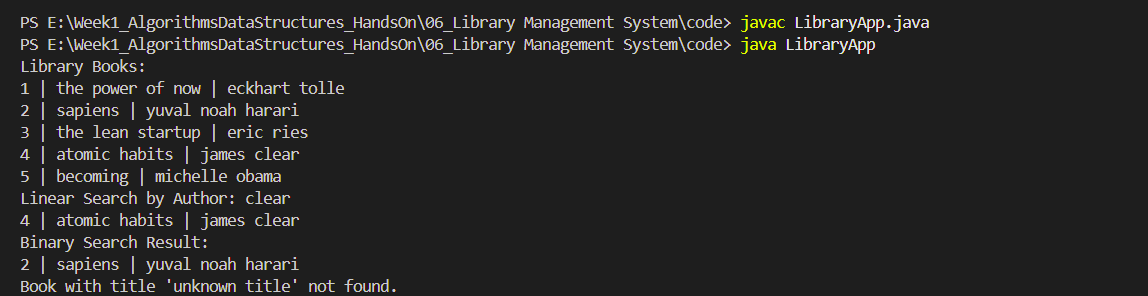 PS E:\Week1_AlgorithmsDataStructures_HandsOn\06_Library Management System\code> javac LibraryApp.java
PS E:\Week1_AlgorithmsDataStructures_HandsOn\06_Library Management System\code> java LibraryApp
Library Books:
1 | the power of now | eckhart tolle
2 | sapiens | yuval noah harari
3 | the lean startup | eric ries
4 | atomic habits | james clear
5 | becoming | michelle obama
Linear Search by Author: clear
4 | atomic habits | james clear
Binary Search Result:
2 | sapiens | yuval noah harari
Book with title 'unknown title' not found.